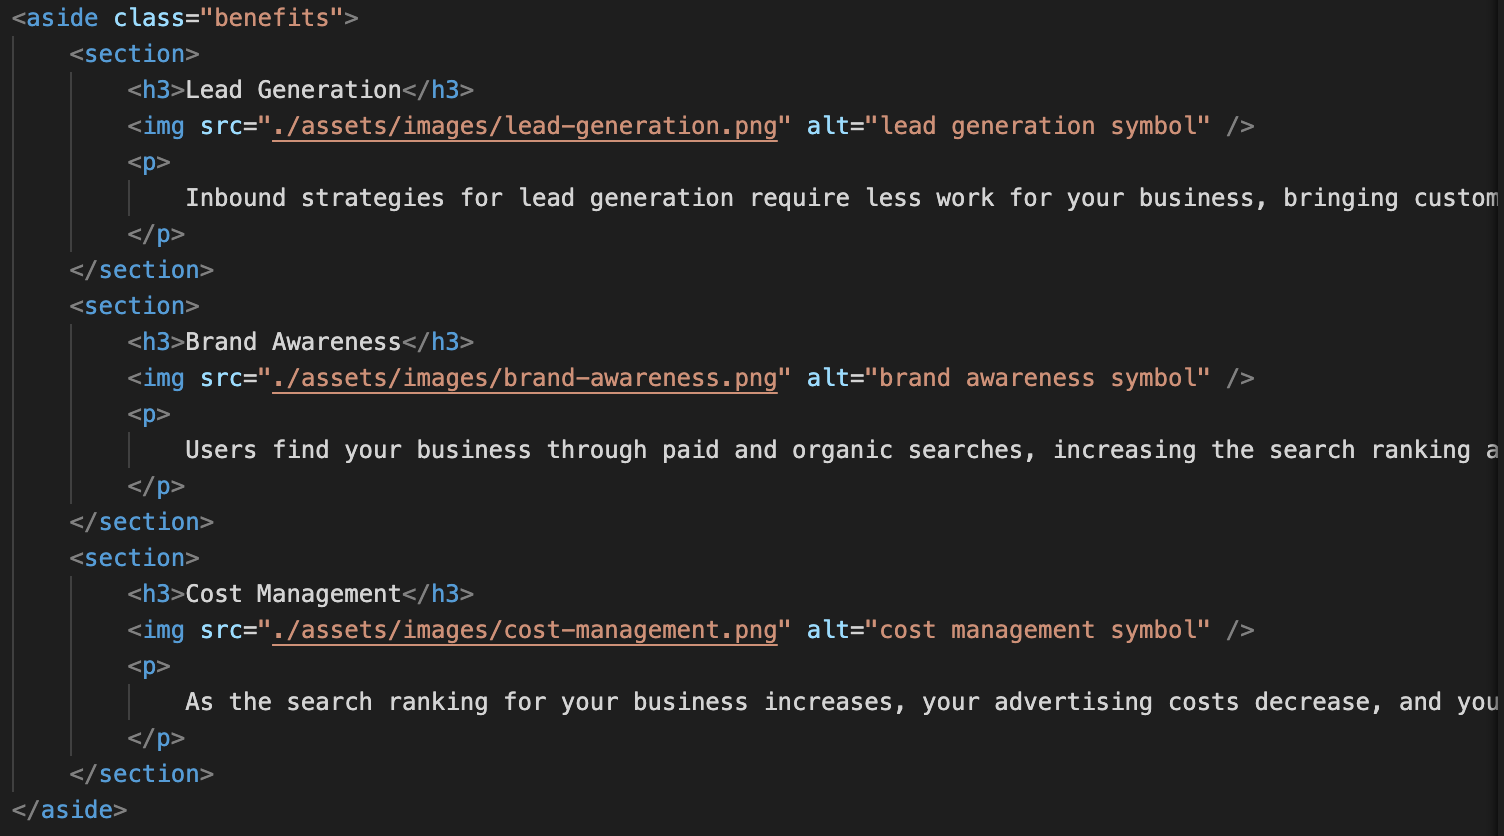 <aside class="benefits">
    <section>
        <h3>Lead Generation</h3>
        <img src="./assets/images/lead-generation.png" alt="lead generation symbol" />
        <p>
            Inbound strategies for lead generation require less work for your business, bringing custom
        </p>
    </section>
    <section>
        <h3>Brand Awareness</h3>
        <img src="./assets/images/brand-awareness.png" alt="brand awareness symbol" />
        <p>
            Users find your business through paid and organic searches, increasing the search ranking a
        </p>
    </section>
    <section>
        <h3>Cost Management</h3>
        <img src="./assets/images/cost-management.png" alt="cost management symbol" />
        <p>
            As the search ranking for your business increases, your advertising costs decrease, and you
        </p>
    </section>
</aside>